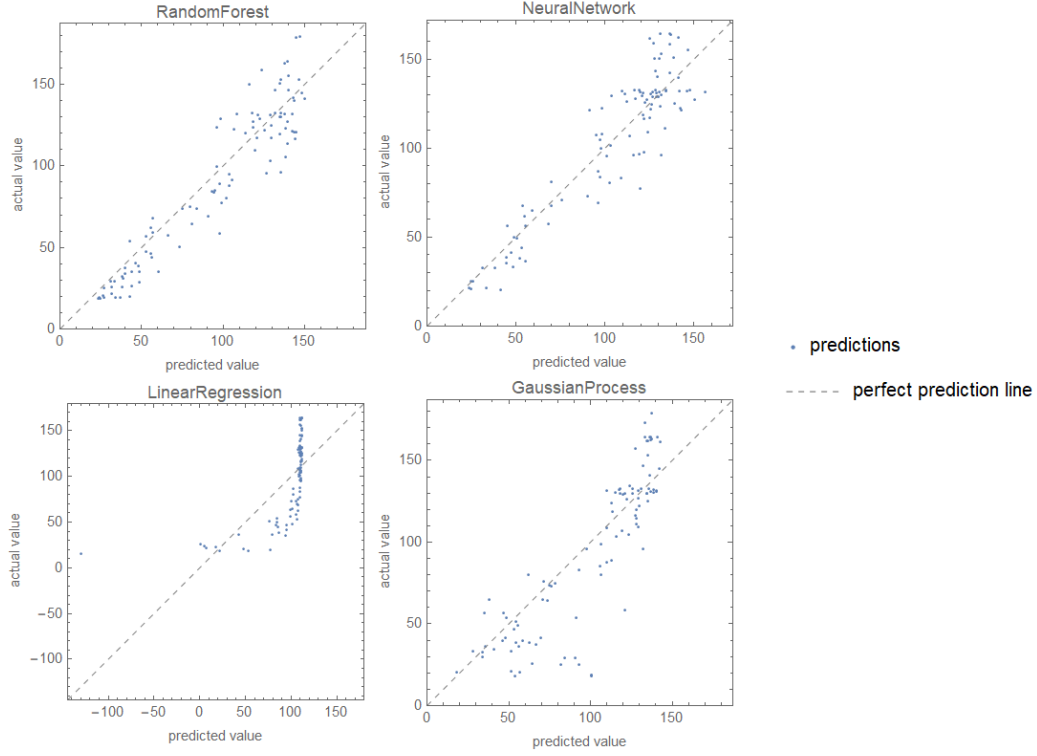 RandomForest
150
100
50
0
0 50 100 150
actual value
predicted value
NeuralNetwork
150
100
50
0
0 50 100 150
actual value
predicted value
LinearRegression
150
100
50
0
−50
−100
−100 −50 0 50 100 150
actual value
predicted value
GaussianProcess
150
100
50
0
0 50 100 150
actual value
predicted value
predictions
perfect prediction line